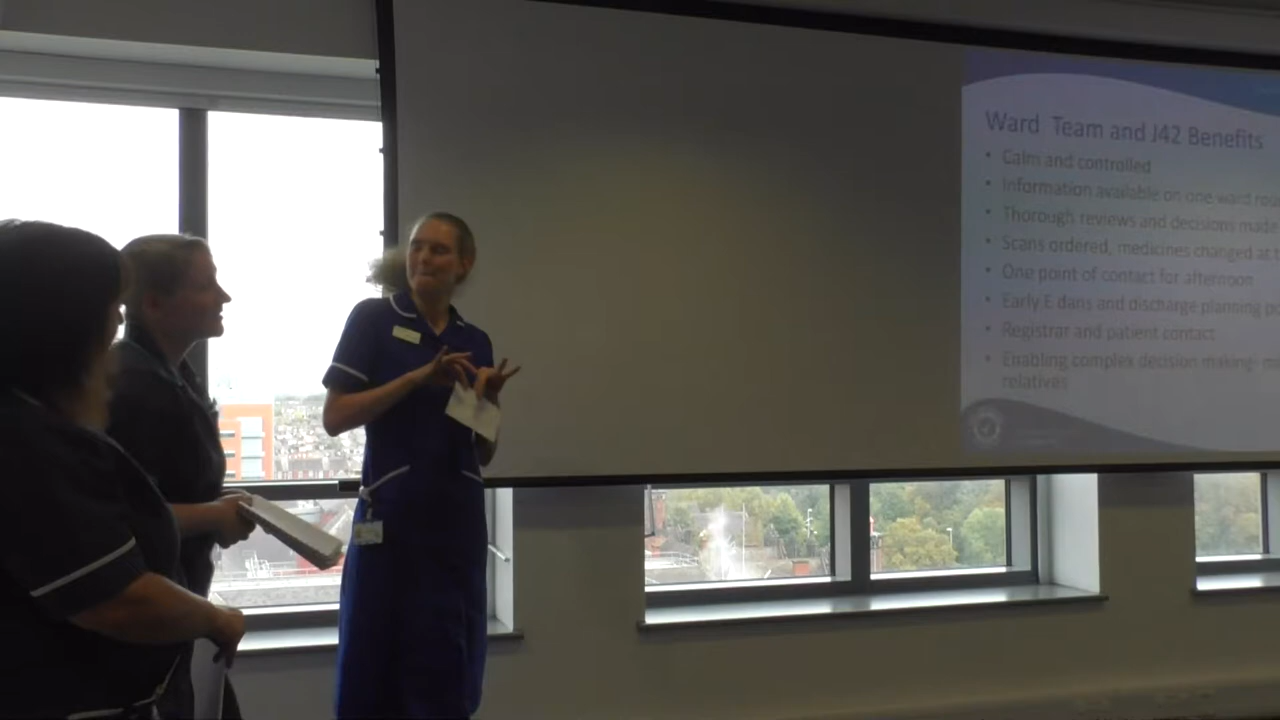 Ward Team and J42 Benefits
• Calm and controlled
• Information available on one ward
• Thorough reviews and decisions made
• Scans ordered, medicines changed at
• One point of contact for afternoon
• Early E dans and discharge planning
• Registrar and patient contact
• Enabling complex decision making
relatives